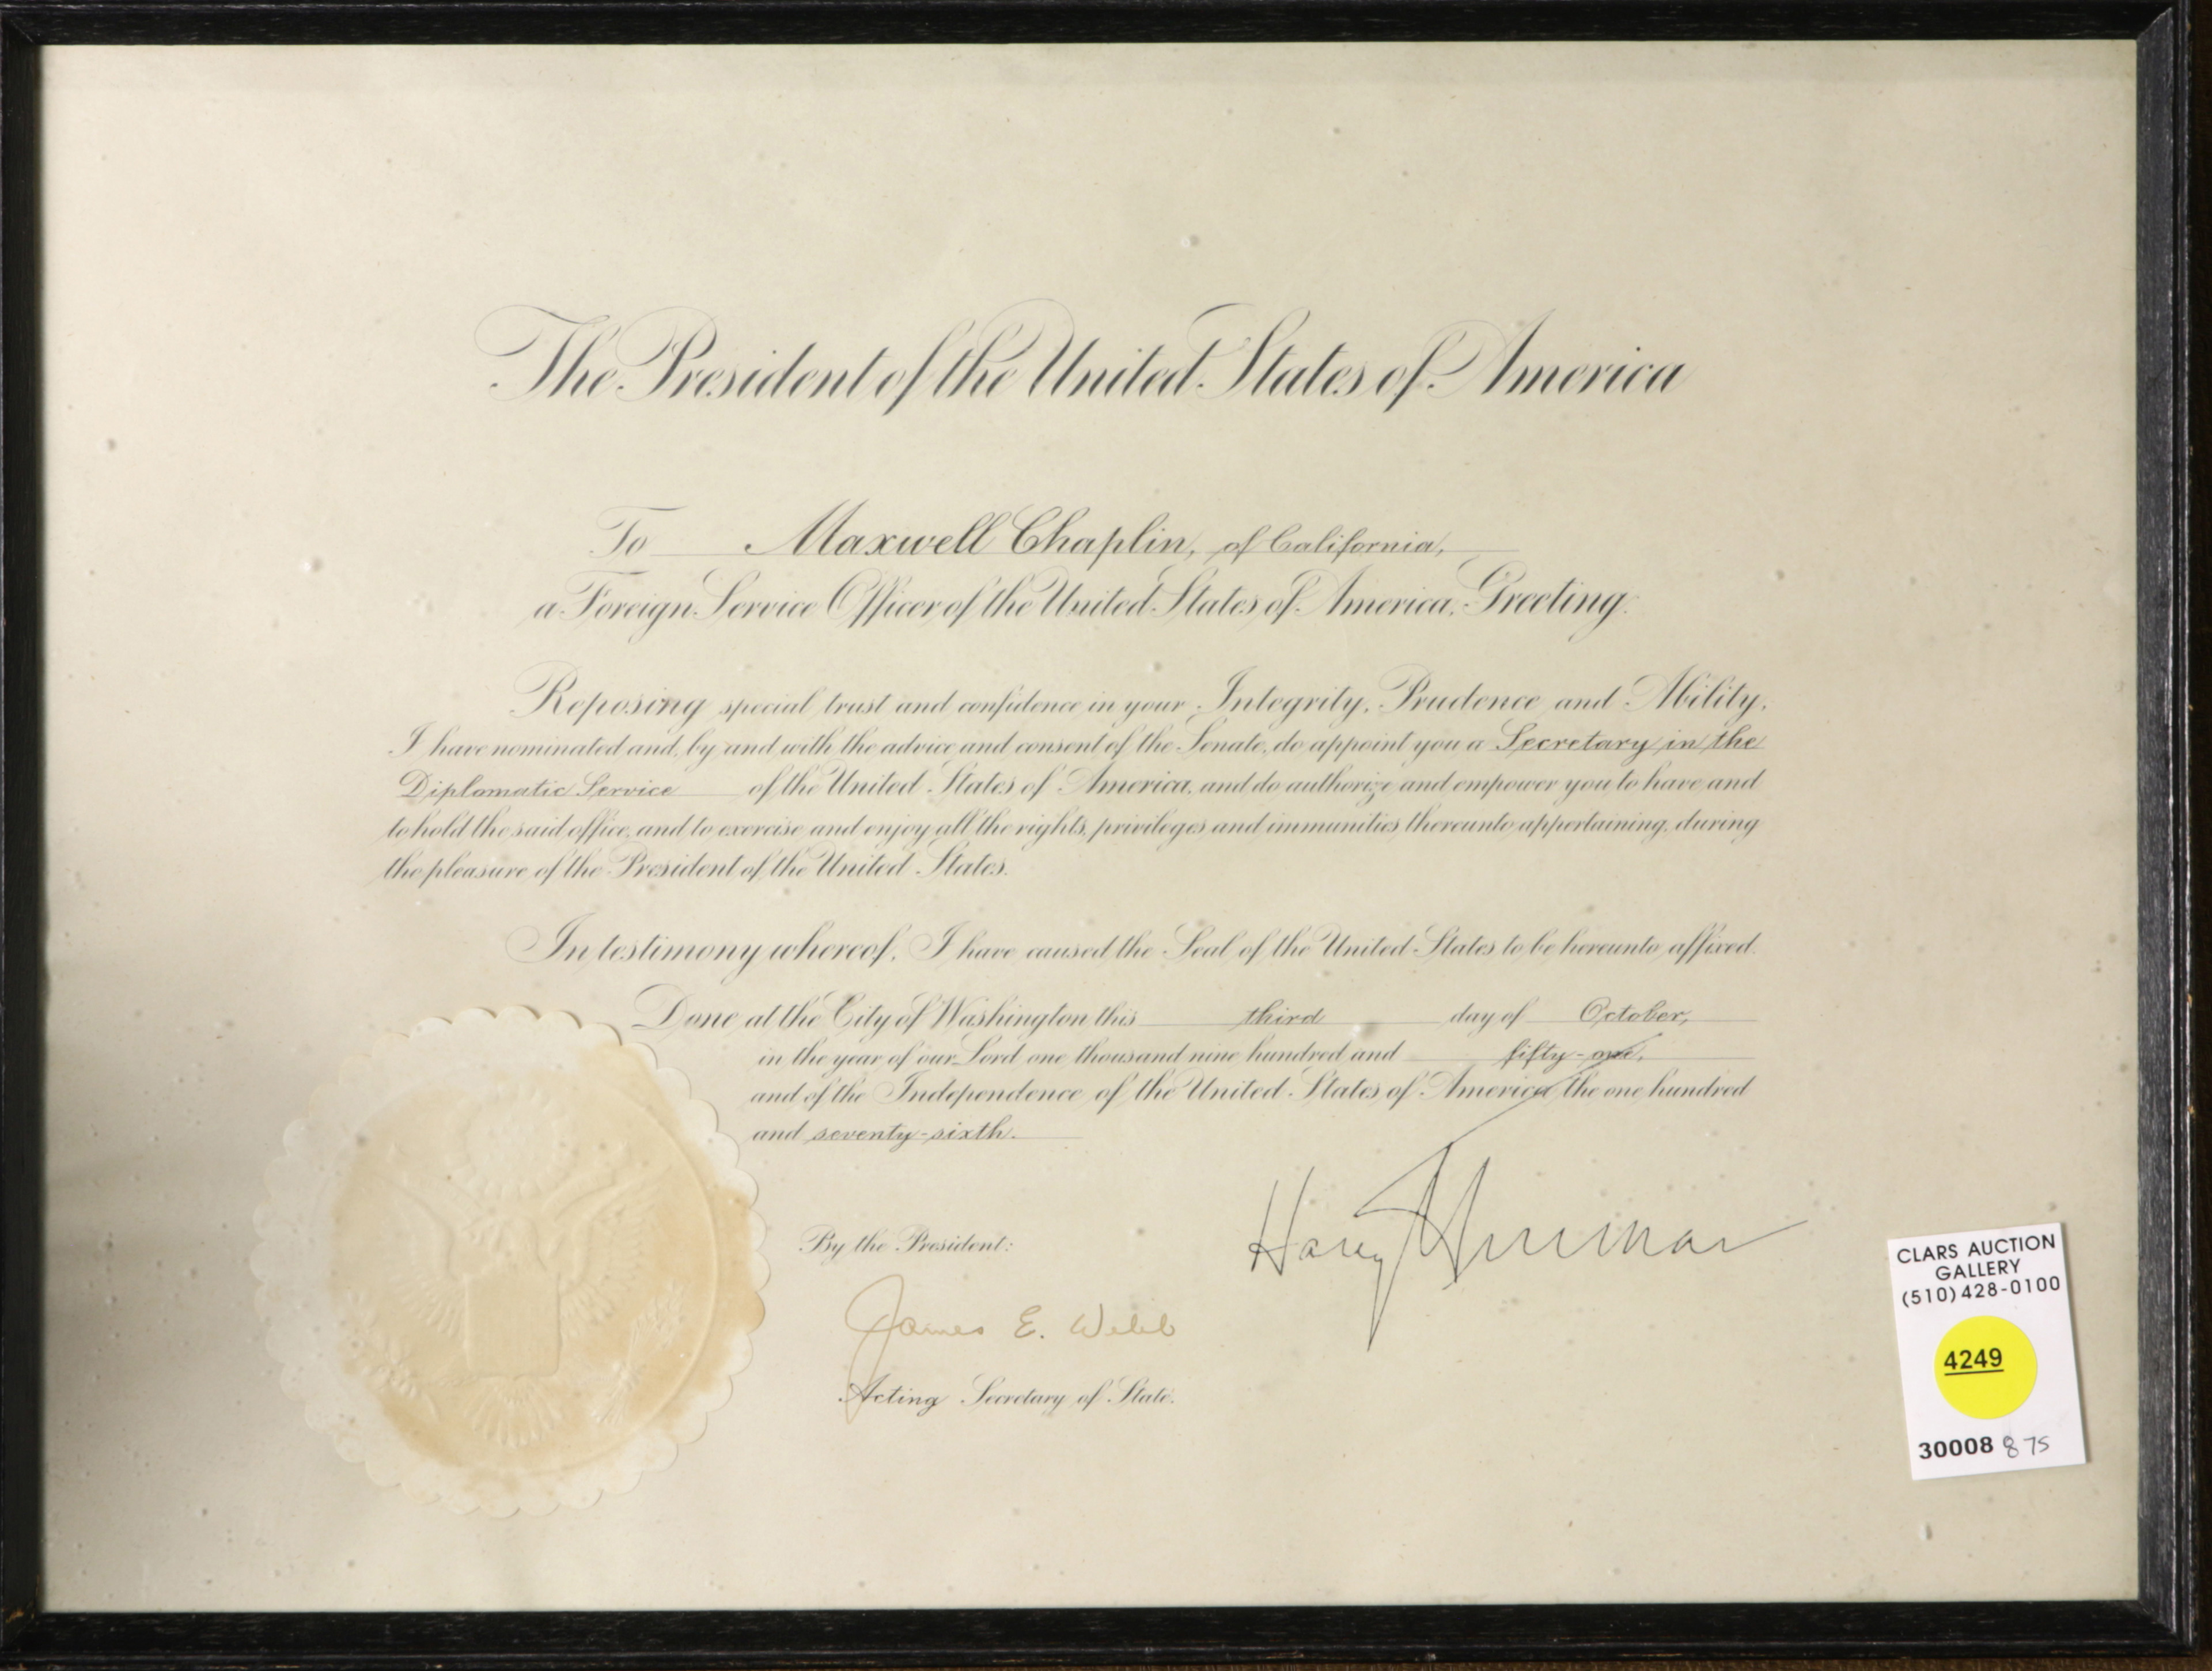 The President of the United States of America
To Maxwell Chaplin, of California,
a Foreign Service Officer of the United States of America, Greeting:
Reposing special trust and confidence in your Integrity, Prudence and Ability,
I have nominated and, by and with the advice and consent of the Senate, do appoint you a Secretary in the
Diplomatic Service of the United States of America, and do authorize and empower you to have and
to hold the said office, and to exercise and enjoy all the rights, privileges and immunities thereunto appertaining, during
the pleasure of the President of the United States.
In testimony whereof, I have caused the Seal of the United States to be hereunto affixed.
Done at the City of Washington this third day of October,
in the year of our Lord one thousand nine hundred and fifty-one,
and of the Independence of the United States of America the one hundred
and seventy-sixth.
By the President:
Harry S Truman
James E. Webb
Acting Secretary of State.
CLARS AUCTION
GALLERY
(510) 428-0100
4249
30008 875